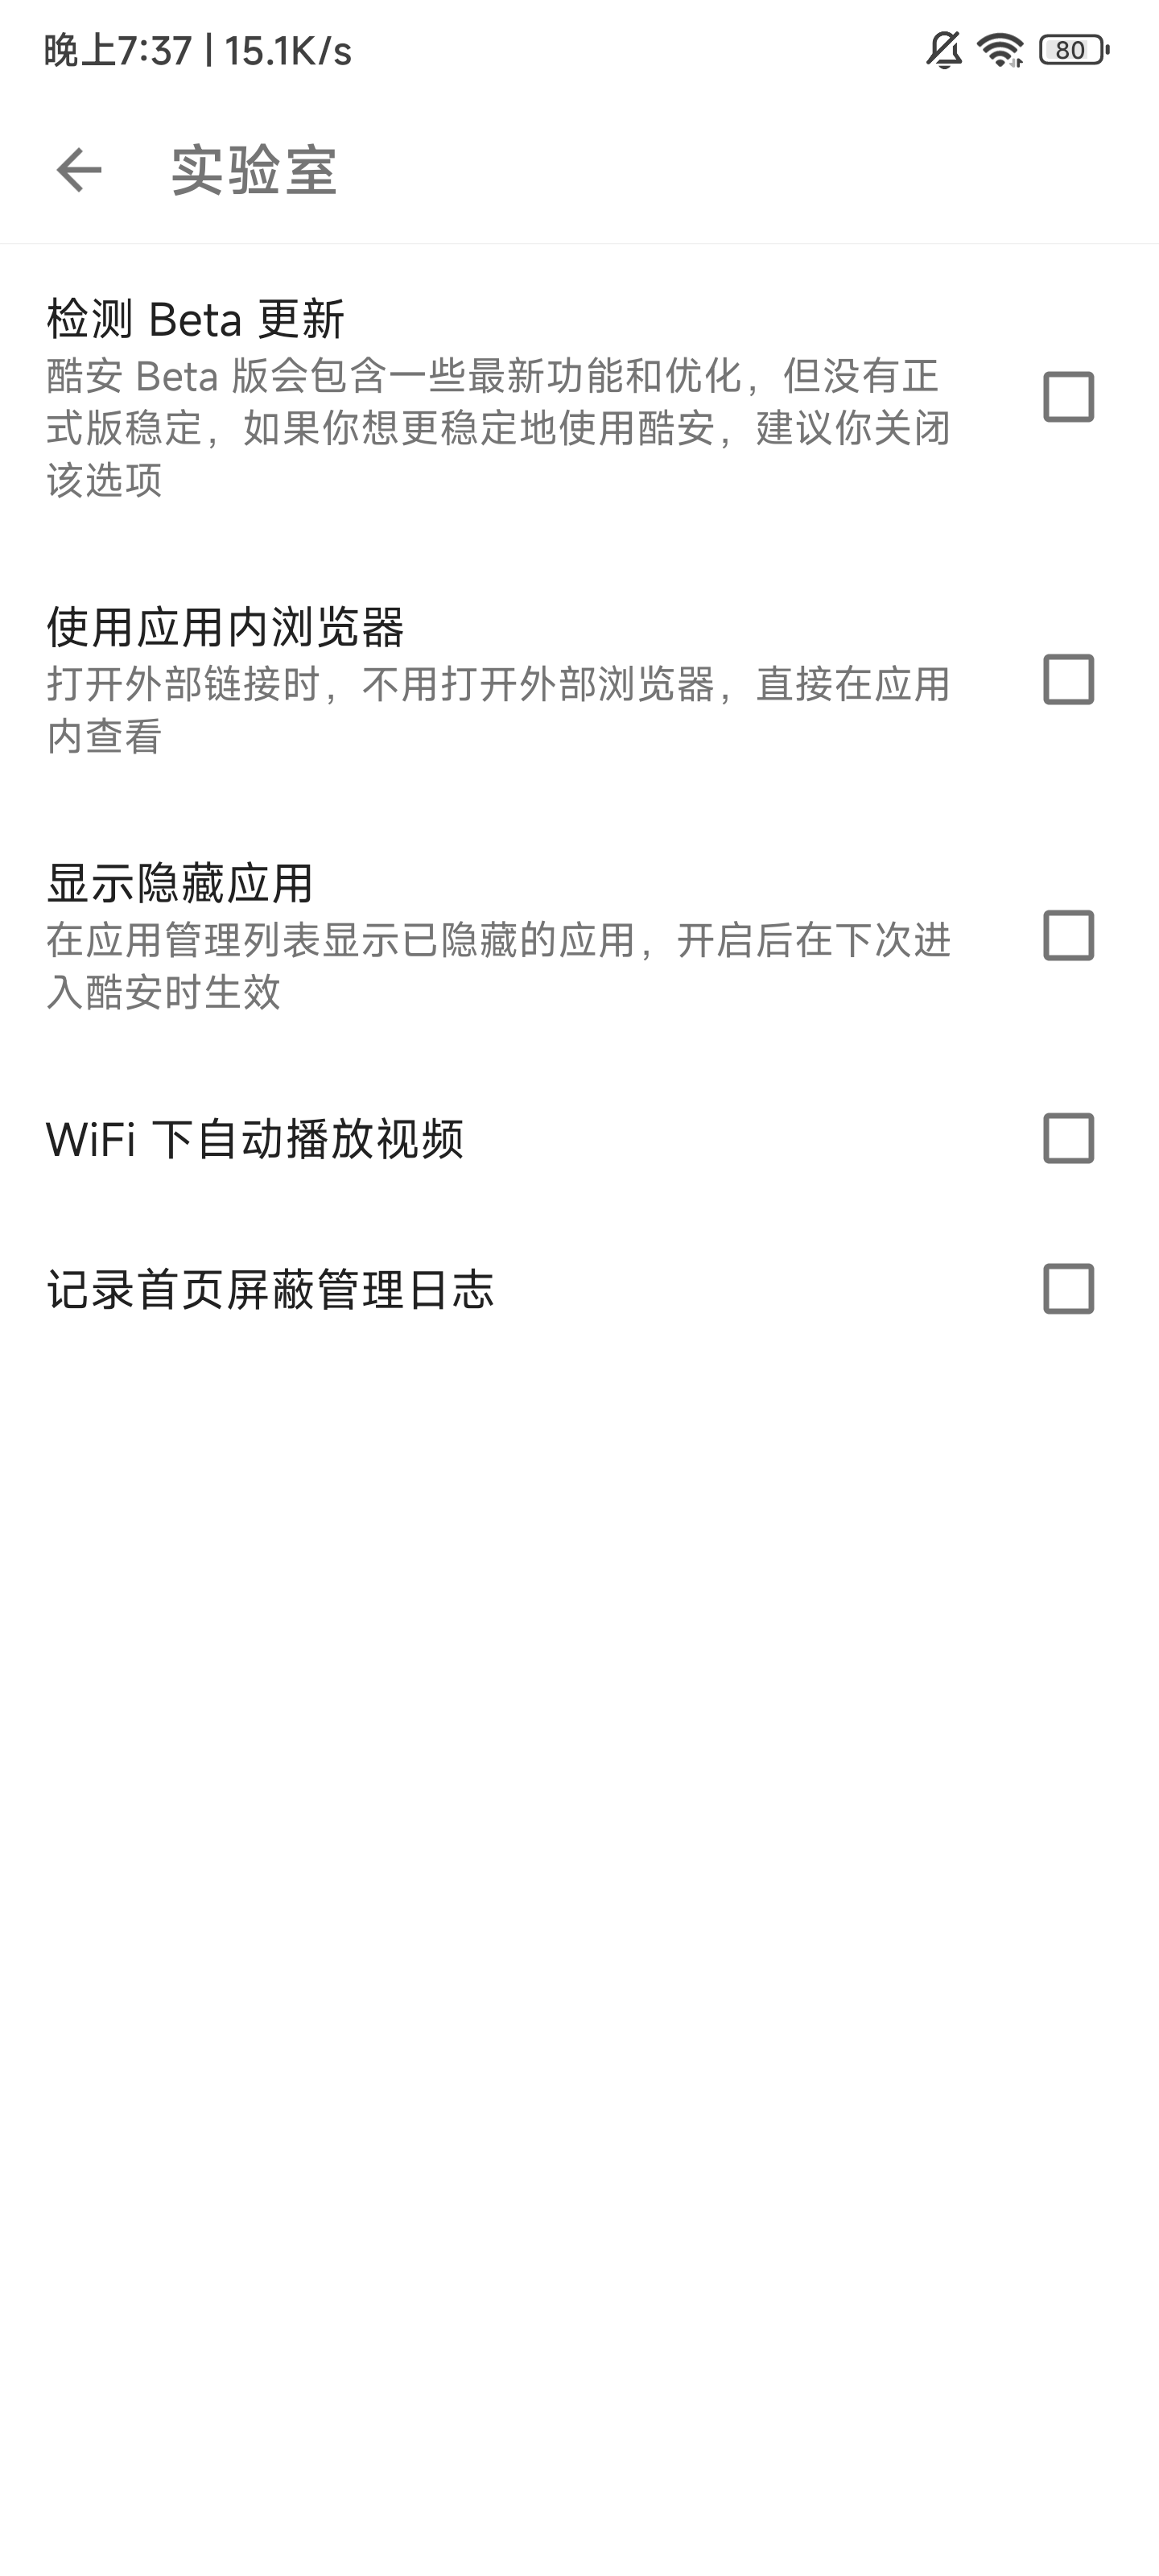 晚上7:37 | 15.1K/s
80
实验室
检测 Beta 更新
酷安 Beta 版会包含一些最新功能和优化，但没有正
式版稳定，如果你想更稳定地使用酷安，建议你关闭
该选项
使用应用内浏览器
打开外部链接时，不用打开外部浏览器，直接在应用
内查看
显示隐藏应用
在应用管理列表显示已隐藏的应用，开启后在下次进
入酷安时生效
WiFi 下自动播放视频
记录首页屏蔽管理日志